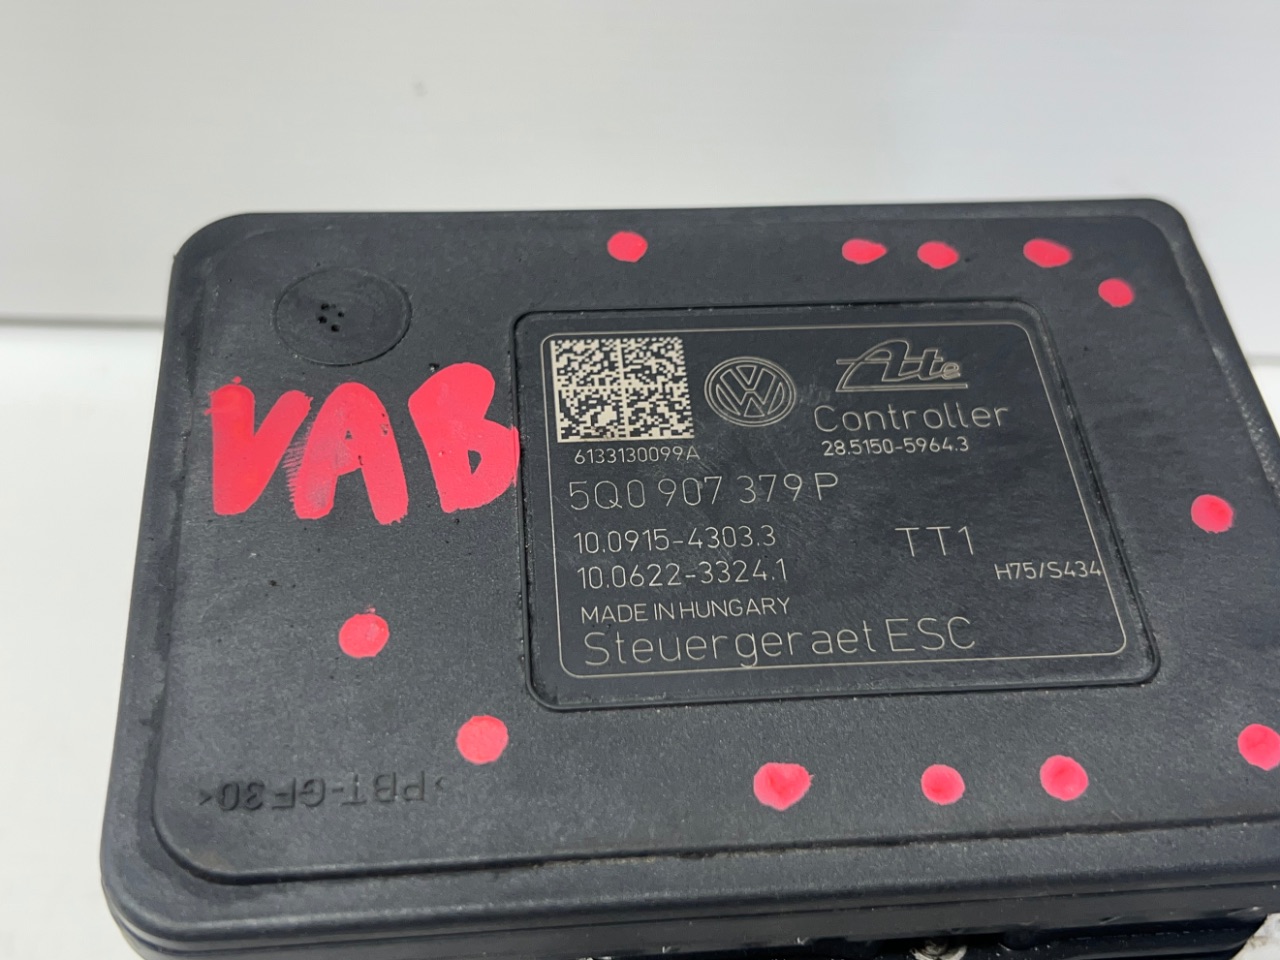 VAB
Ate
Controller
28.5150-5964.3
6133130099A
5Q0 907 379 P
10.0915-4303.3
TT1
10.0622-3324.1
H75/S434
MADE IN HUNGARY
Steuergeraet ESC
>PBT-GF30<